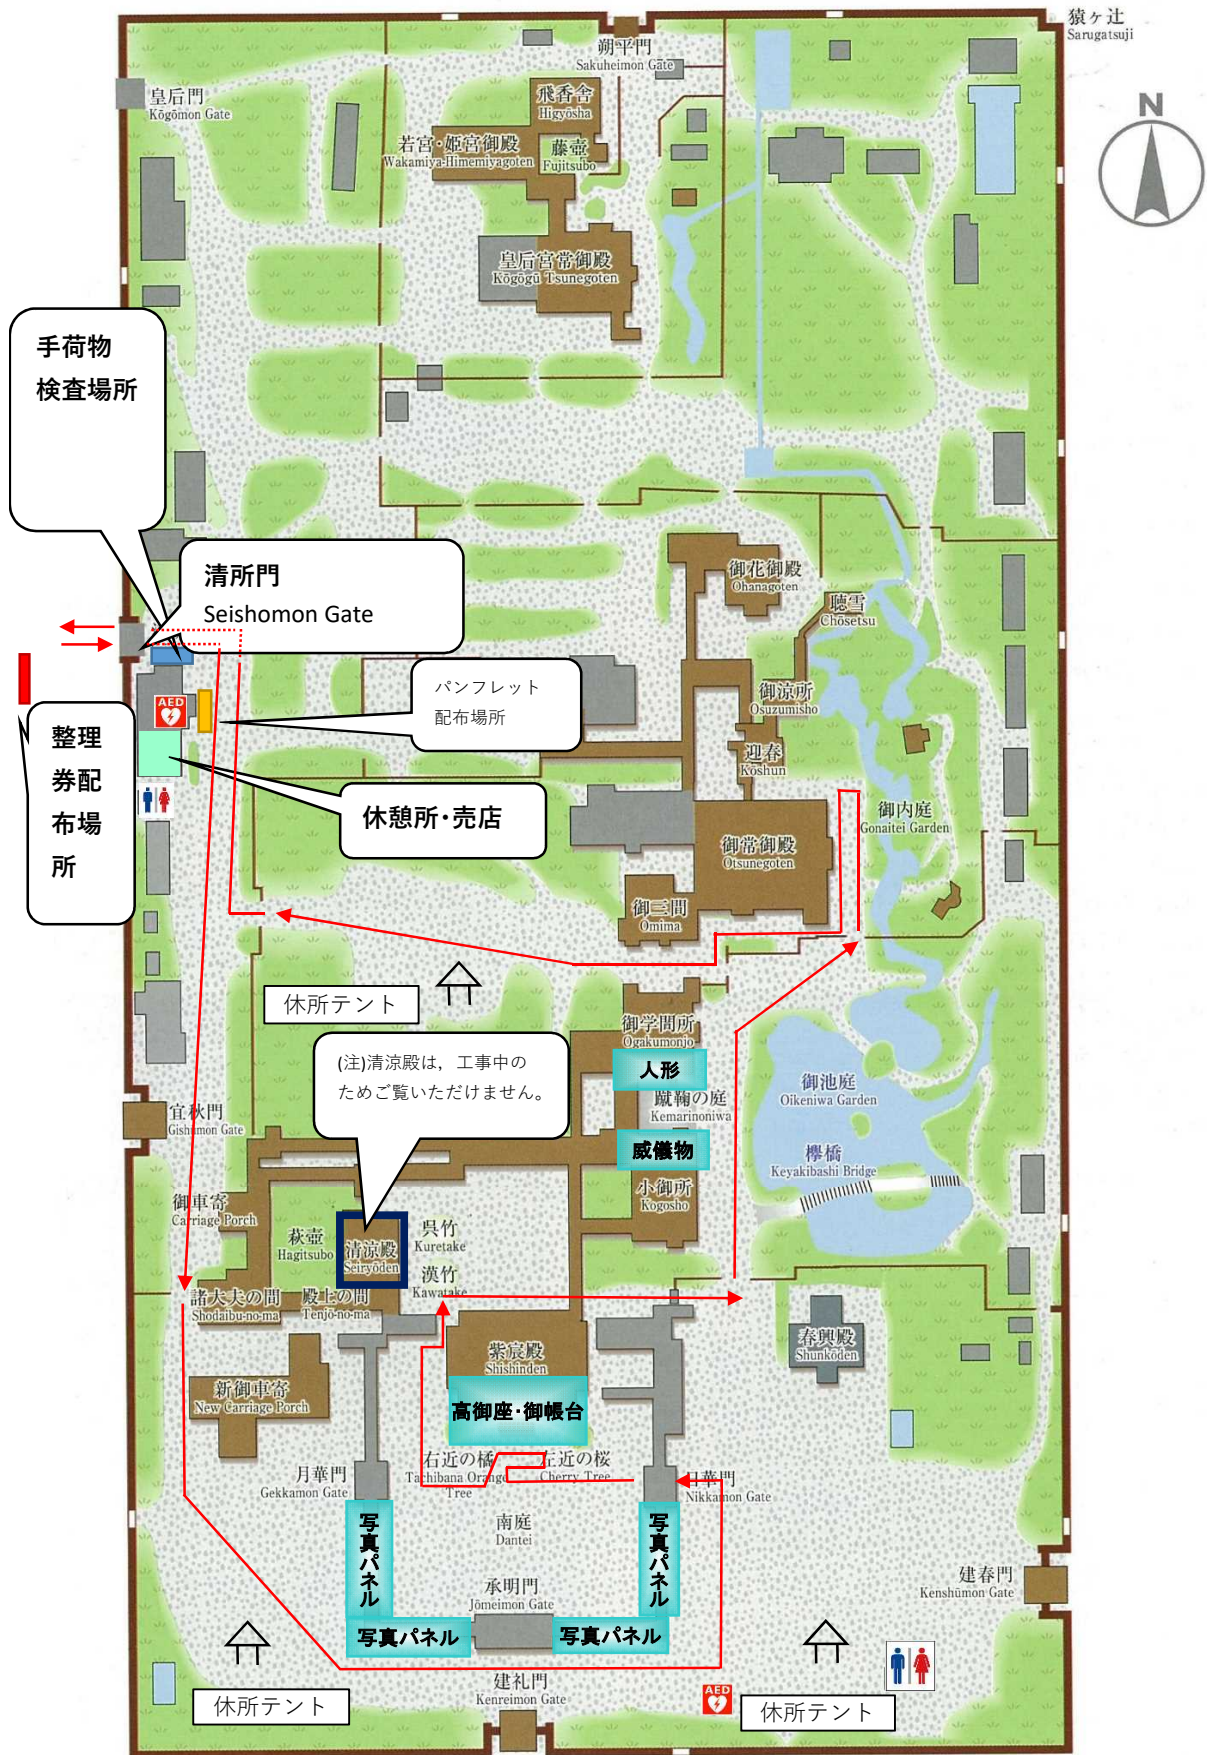 猿ヶ辻
Sarugatsuji
N
朔平門
Sakuheimon Gate
皇后門
Kōgōmon Gate
飛香舎
Higyōsha
若宮・姫宮御殿
Wakamiya-Himemiyagoten
藤壺
Fujitsubo
皇后宮常御殿
Kōgōgū Tsunegoten
手荷物
検査場所
清所門
Seishomon Gate
御花御殿
Ohanagoten
聴雪
Chōsetsu
御涼所
Osuzumisho
迎春
Kōshun
パンフレット
配布場所
AED
整理
券配
布場
所
休憩所・売店
御内庭
Gonaitei Garden
御常御殿
Otsunegoten
御三間
Omima
休所テント
御学問所
Ogakumonjo
人形
(注)清涼殿は，工事中の
ためご覧いただけません。
蹴鞠の庭
Kemarinoniwa
御池庭
Oikeniwa Garden
宜秋門
Gishūmon Gate
威儀物
欅橋
Keyakibashi Bridge
小御所
Kogosho
御車寄
Carriage Porch
萩壺
Hagitsubo
清涼殿
Seiryōden
呉竹
Kuretake
漢竹
Kawatake
諸大夫の間
Shodaibu-no-ma
殿上の間
Tenjō-no-ma
紫宸殿
Shishinden
春興殿
Shunkōden
新御車寄
New Carriage Porch
高御座・御帳台
右近の橘
Tachibana Orange
Tree
左近の桜
Cherry Tree
月華門
Gekkamon Gate
日華門
Nikkamon Gate
写真パネル
南庭
Dantei
写真パネル
承明門
Jōmeimon Gate
建春門
Kenshūmon Gate
写真パネル
写真パネル
休所テント
建礼門
Kenreimon Gate
AED
休所テント